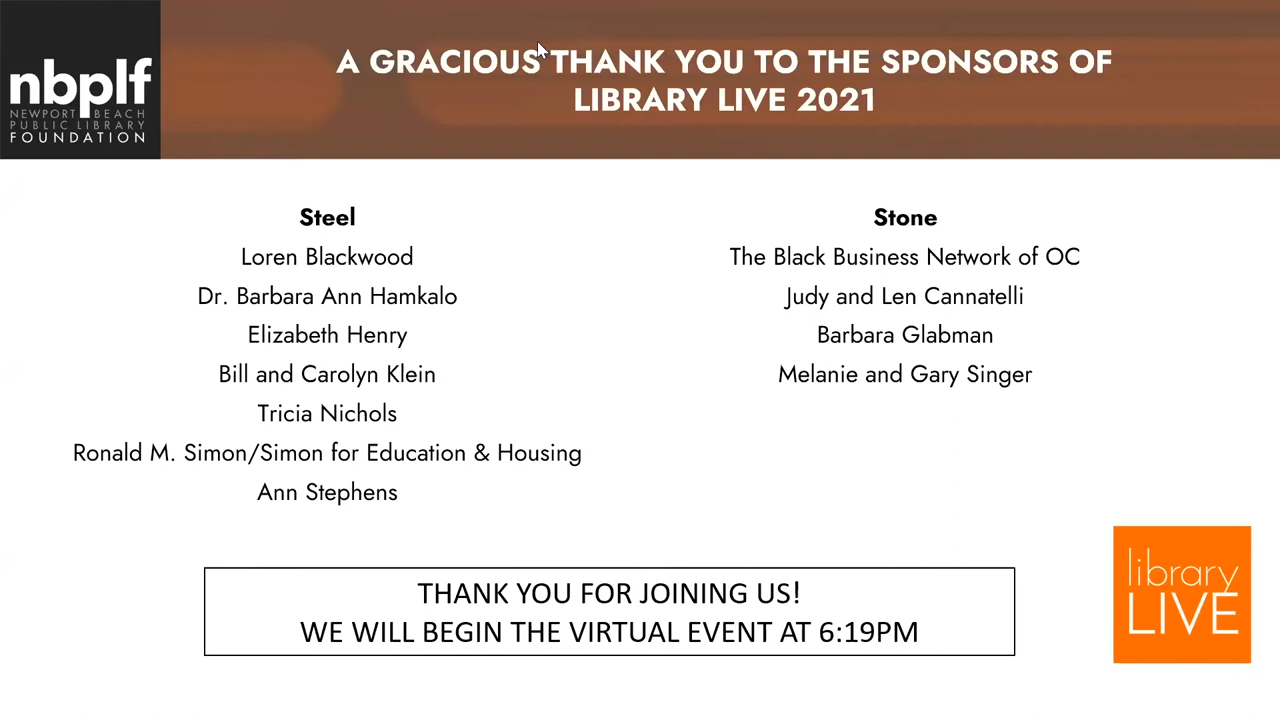 nbplf
NEWPORT BEACH
PUBLIC LIBRARY
FOUNDATION
A GRACIOUS THANK YOU TO THE SPONSORS OF
LIBRARY LIVE 2021
Steel
Loren Blackwood
Dr. Barbara Ann Hamkalo
Elizabeth Henry
Bill and Carolyn Klein
Tricia Nichols
Ronald M. Simon/Simon for Education & Housing
Ann Stephens
Stone
The Black Business Network of OC
Judy and Len Cannatelli
Barbara Glabman
Melanie and Gary Singer
THANK YOU FOR JOINING US!
WE WILL BEGIN THE VIRTUAL EVENT AT 6:19PM
library
LIVE